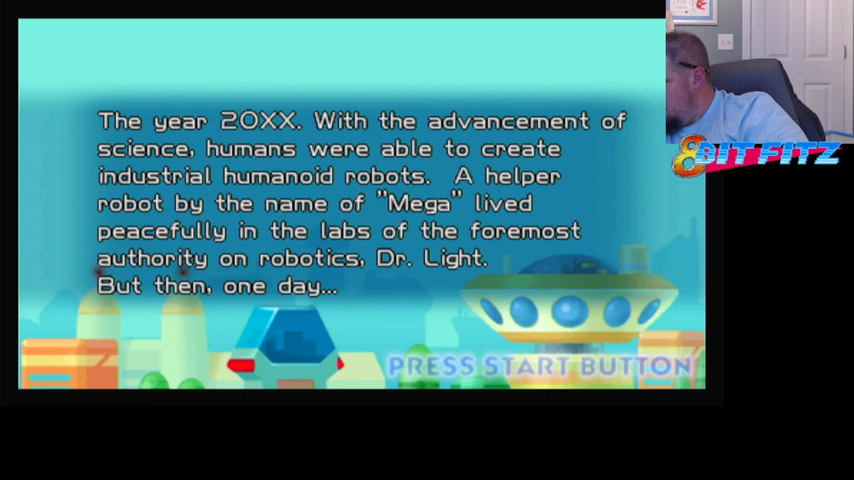 The year 20XX. With the advancement of
science, humans were able to create
industrial humanoid robots.  A helper
robot by the name of "Mega" lived
peacefully in the labs of the foremost
authority on robotics, Dr. Light.
But then, one day...
PRESS START BUTTON
8BIT FITZ